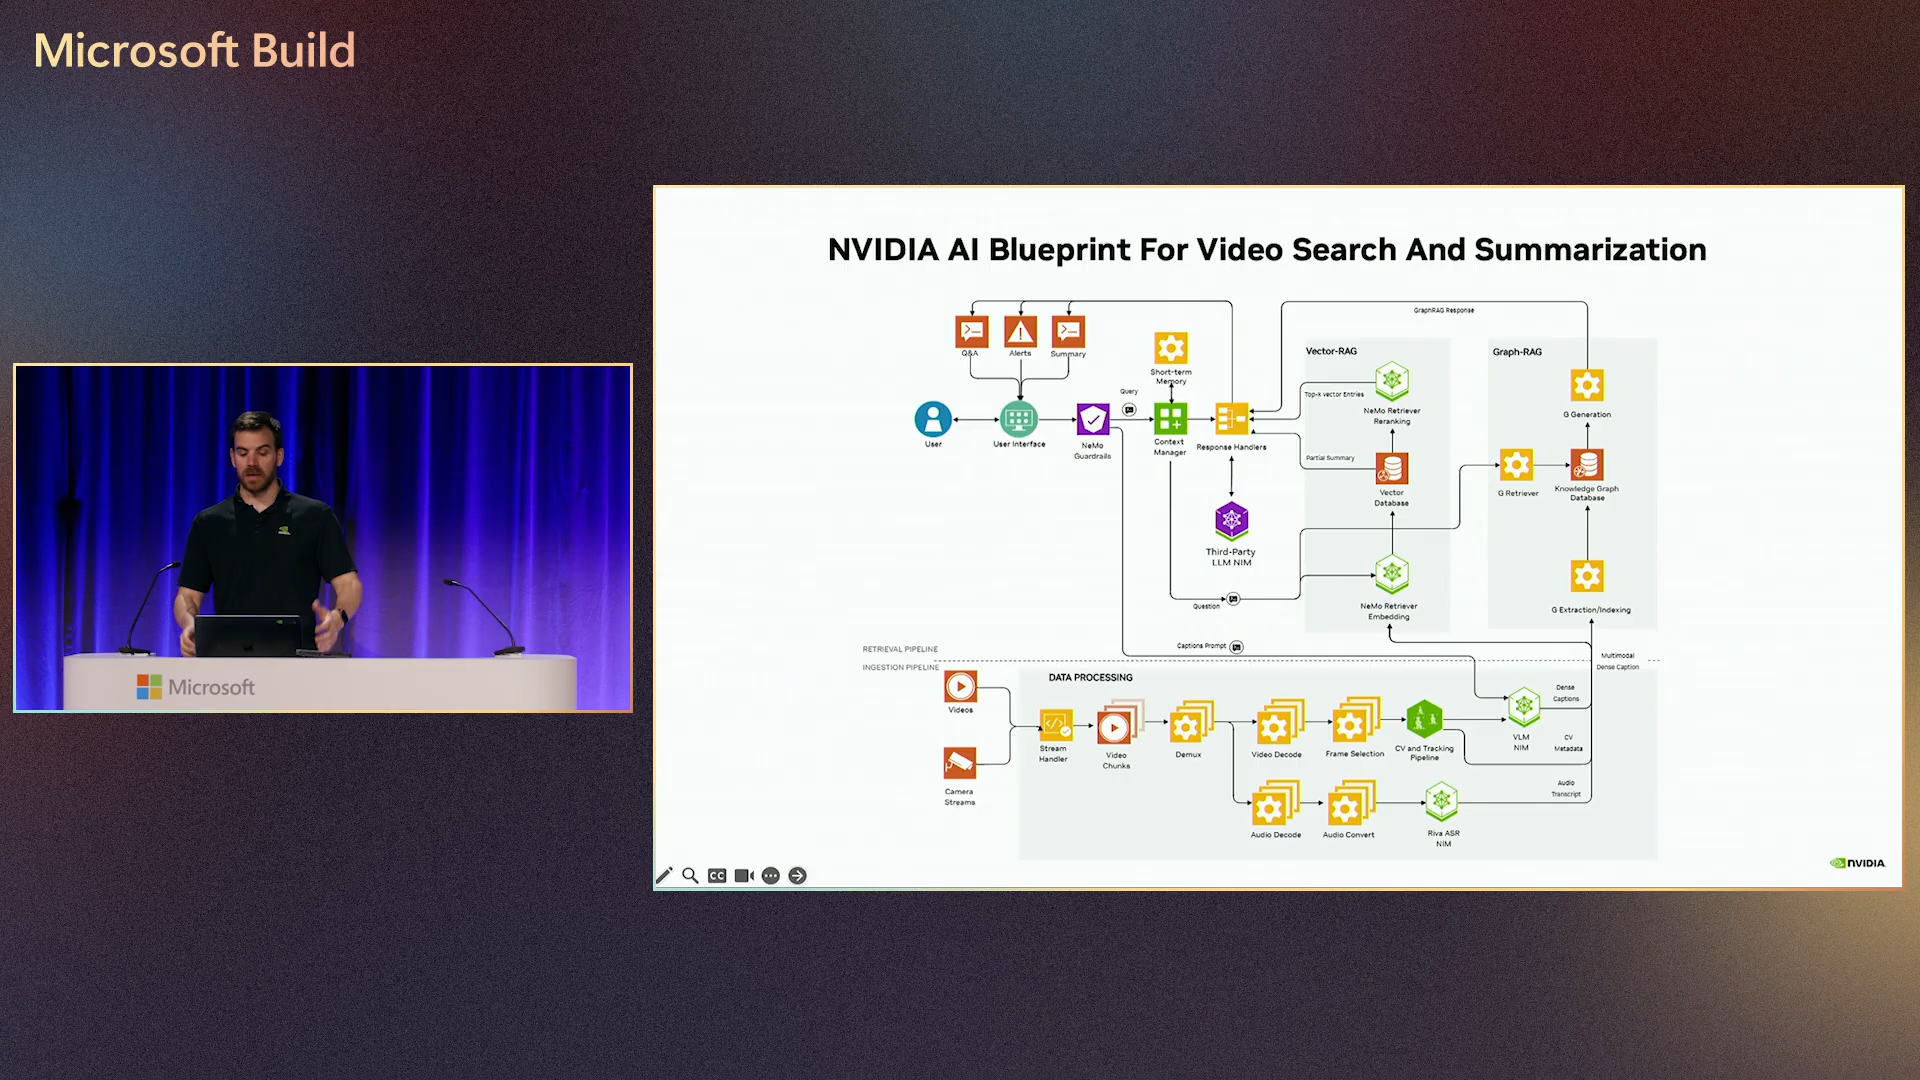 Microsoft Build
NVIDIA AI Blueprint For Video Search And Summarization
GraphRAG Response
Q&A
Alerts
Summary
Short-term
Memory
Vector-RAG
Graph-RAG
Query
Top-k vector Entries
NeMo Retriever
Reranking
G Generation
User
User Interface
NeMo
Guardrails
Context
Manager
Response Handlers
Partial Summary
Vector
Database
G Retriever
Knowledge Graph
Database
Third-Party
LLM NIM
Question
NeMo Retriever
Embedding
G Extraction/Indexing
Captions Prompt
RETRIEVAL PIPELINE
INGESTION PIPELINE
Multimodal
Dense Caption
DATA PROCESSING
Videos
Camera
Streams
Stream
Handler
Video
Chunks
Demux
Video Decode
Frame Selection
CV and Tracking
Pipeline
VLM
NIM
Dense
Captions
CV
Metadata
Audio
Transcript
Audio Decode
Audio Convert
Riva ASR
NIM
CC
NVIDIA
Microsoft